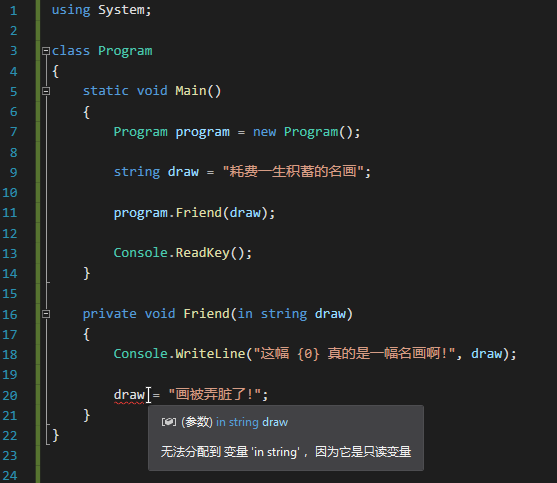 1 using System;
2
3 class Program
4 {
5 static void Main()
6 {
7 Program program = new Program();
8
9 string draw = "耗费一生积蓄的名画";
10
11 program.Friend(draw);
12
13 Console.ReadKey();
14 }
15
16 private void Friend(in string draw)
17 {
18 Console.WriteLine("这幅 {0} 真的是一幅名画啊!", draw);
19
20 draw = "画被弄脏了!";
21 }
(参数) in string draw
22 }
无法分配到 变量 'in string' ，因为它是只读变量
23
24